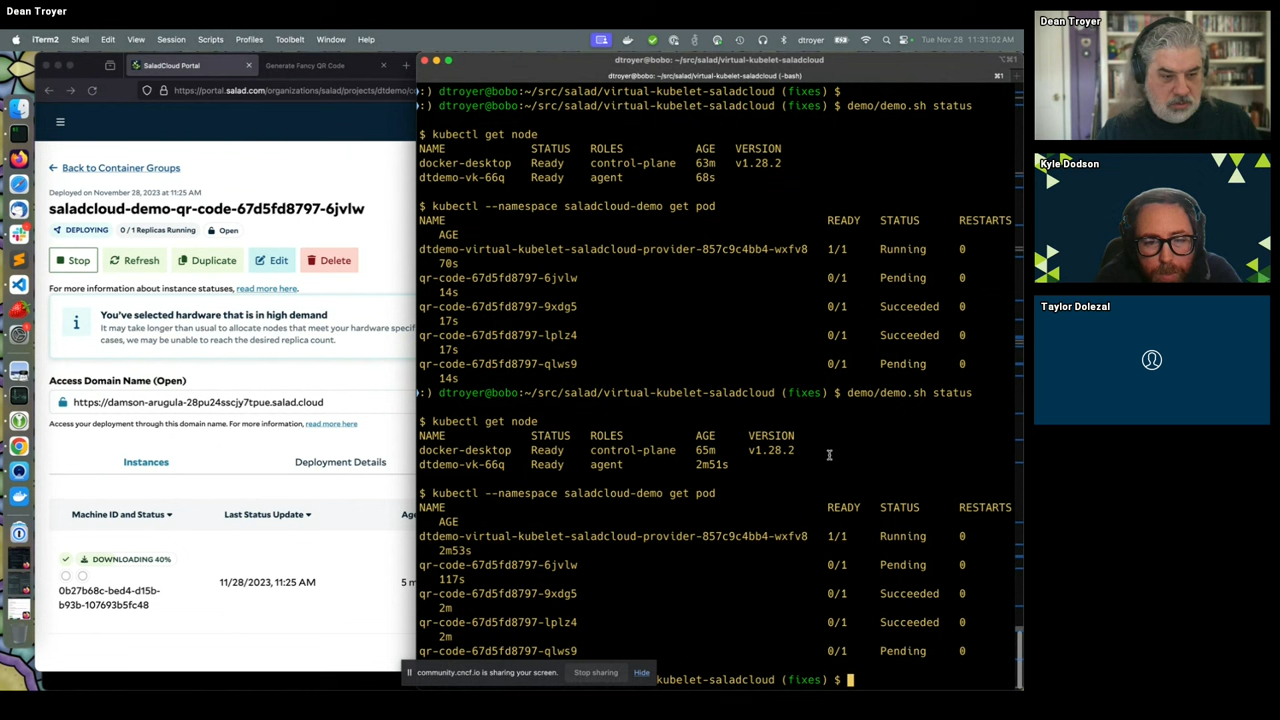 Dean Troyer
iTerm2 Shell Edit View Session Scripts Profiles Toolbelt Window Help
dtroyer
Tue Nov 28 11:31:02 AM
SaladCloud Portal
Generate Fancy QR Code
https://portal.salad.com/organizations/salad/projects/dtdemo/co
← Back to Container Groups
Deployed on November 28, 2023 at 11:25 AM
saladcloud-demo-qr-code-67d5fd8797-6jvlw
DEPLOYING 0/1 Replicas Running Open
Stop Refresh Duplicate Edit Delete
For more information about instance statuses, read more here.
You've selected hardware that is in high demand
It may take longer than usual to allocate nodes that meet your hardware specif
cases, we may be unable to reach the desired replica count.
Access Domain Name (Open)
https://damson-arugula-28pu24sscjy7tpue.salad.cloud
Access your deployment through this domain name. For more information, read more here
Instances Deployment Details
Machine ID and Status Last Status Update Age
DOWNLOADING 40%
0b27b68c-bed4-d15b-
b93b-107693b5fc48
11/28/2023, 11:25 AM
5 m
dtroyer@bobo:~/src/salad/virtual-kubelet-saladcloud
⌥⌘1
dtroyer@bobo:~/src/salad/virtual-kubelet-saladcloud (-bash)
⌘1
:) dtroyer@bobo:~/src/salad/virtual-kubelet-saladcloud (fixes) $
:) dtroyer@bobo:~/src/salad/virtual-kubelet-saladcloud (fixes) $ demo/demo.sh status
$ kubectl get node
NAME STATUS ROLES AGE VERSION
docker-desktop Ready control-plane 63m v1.28.2
dtdemo-vk-66q Ready agent 68s
$ kubectl --namespace saladcloud-demo get pod
NAME READY STATUS RESTARTS
AGE
dtdemo-virtual-kubelet-saladcloud-provider-857c9c4bb4-wxfv8 1/1 Running 0
70s
qr-code-67d5fd8797-6jvlw 0/1 Pending 0
14s
qr-code-67d5fd8797-9xdg5 0/1 Succeeded 0
17s
qr-code-67d5fd8797-lplz4 0/1 Succeeded 0
17s
qr-code-67d5fd8797-qlws9 0/1 Pending 0
14s
:) dtroyer@bobo:~/src/salad/virtual-kubelet-saladcloud (fixes) $ demo/demo.sh status
$ kubectl get node
NAME STATUS ROLES AGE VERSION
docker-desktop Ready control-plane 65m v1.28.2
dtdemo-vk-66q Ready agent 2m51s
$ kubectl --namespace saladcloud-demo get pod
NAME READY STATUS RESTARTS
AGE
dtdemo-virtual-kubelet-saladcloud-provider-857c9c4bb4-wxfv8 1/1 Running 0
2m53s
qr-code-67d5fd8797-6jvlw 0/1 Pending 0
117s
qr-code-67d5fd8797-9xdg5 0/1 Succeeded 0
2m
qr-code-67d5fd8797-lplz4 0/1 Succeeded 0
2m
qr-code-67d5fd8797-qlws9 0/1 Pending 0
kubelet-saladcloud (fixes) $
community.cncf.io is sharing your screen. Stop sharing Hide
Dean Troyer
Kyle Dodson
Taylor Dolezal